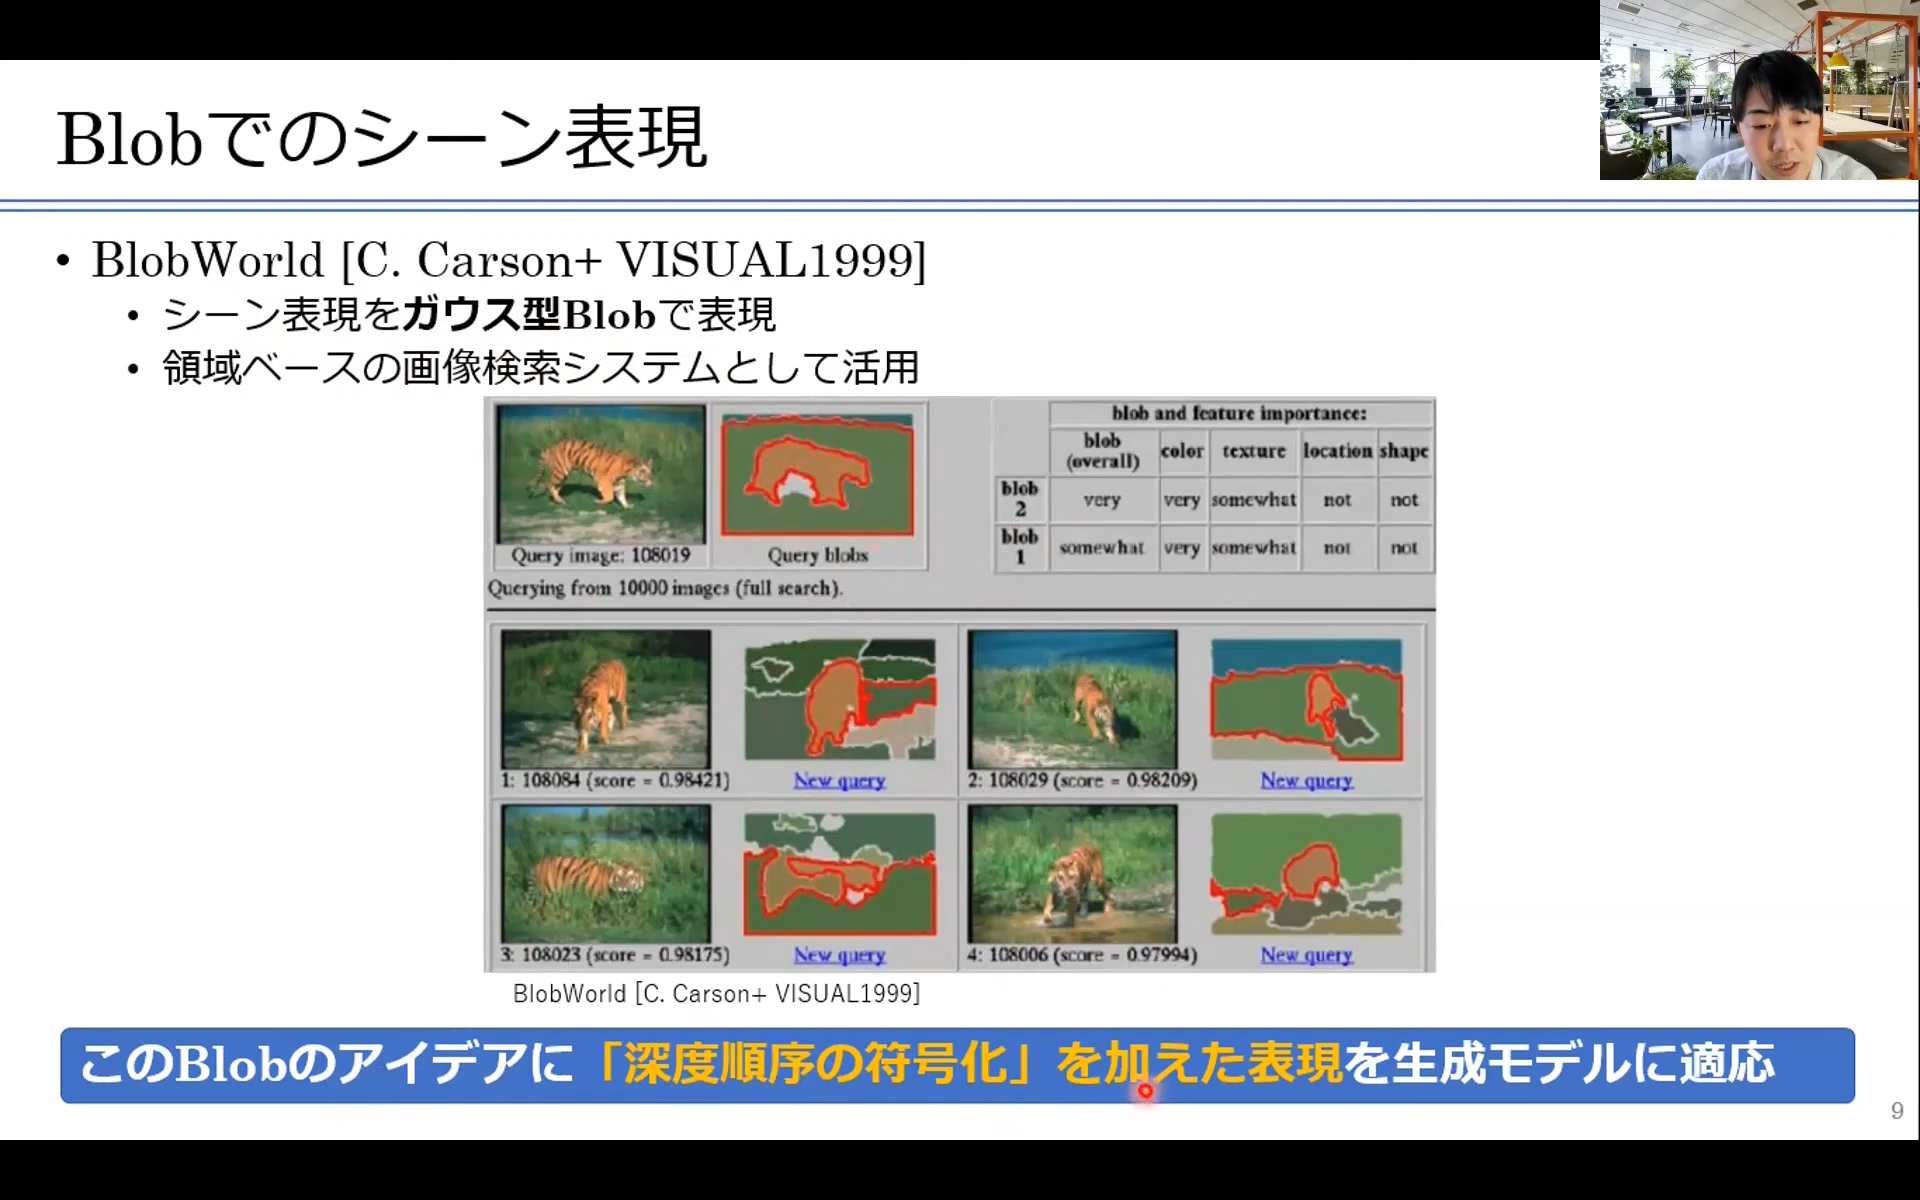 Blobでのシーン表現
• BlobWorld [C. Carson+ VISUAL1999]
• シーン表現をガウス型Blobで表現
• 領域ベースの画像検索システムとして活用
Query image: 108019
Query blobs
blob and feature importance:
blob (overall) color texture location shape
blob 2 very very somewhat not not
blob 1 somewhat very somewhat not not
Querying from 10000 images (full search).
1: 108084 (score = 0.98421) New query
2: 108029 (score = 0.98209) New query
3: 108023 (score = 0.98175) New query
4: 108006 (score = 0.97994) New query
BlobWorld [C. Carson+ VISUAL1999]
このBlobのアイデアに「深度順序の符号化」を加えた表現を生成モデルに適応
9